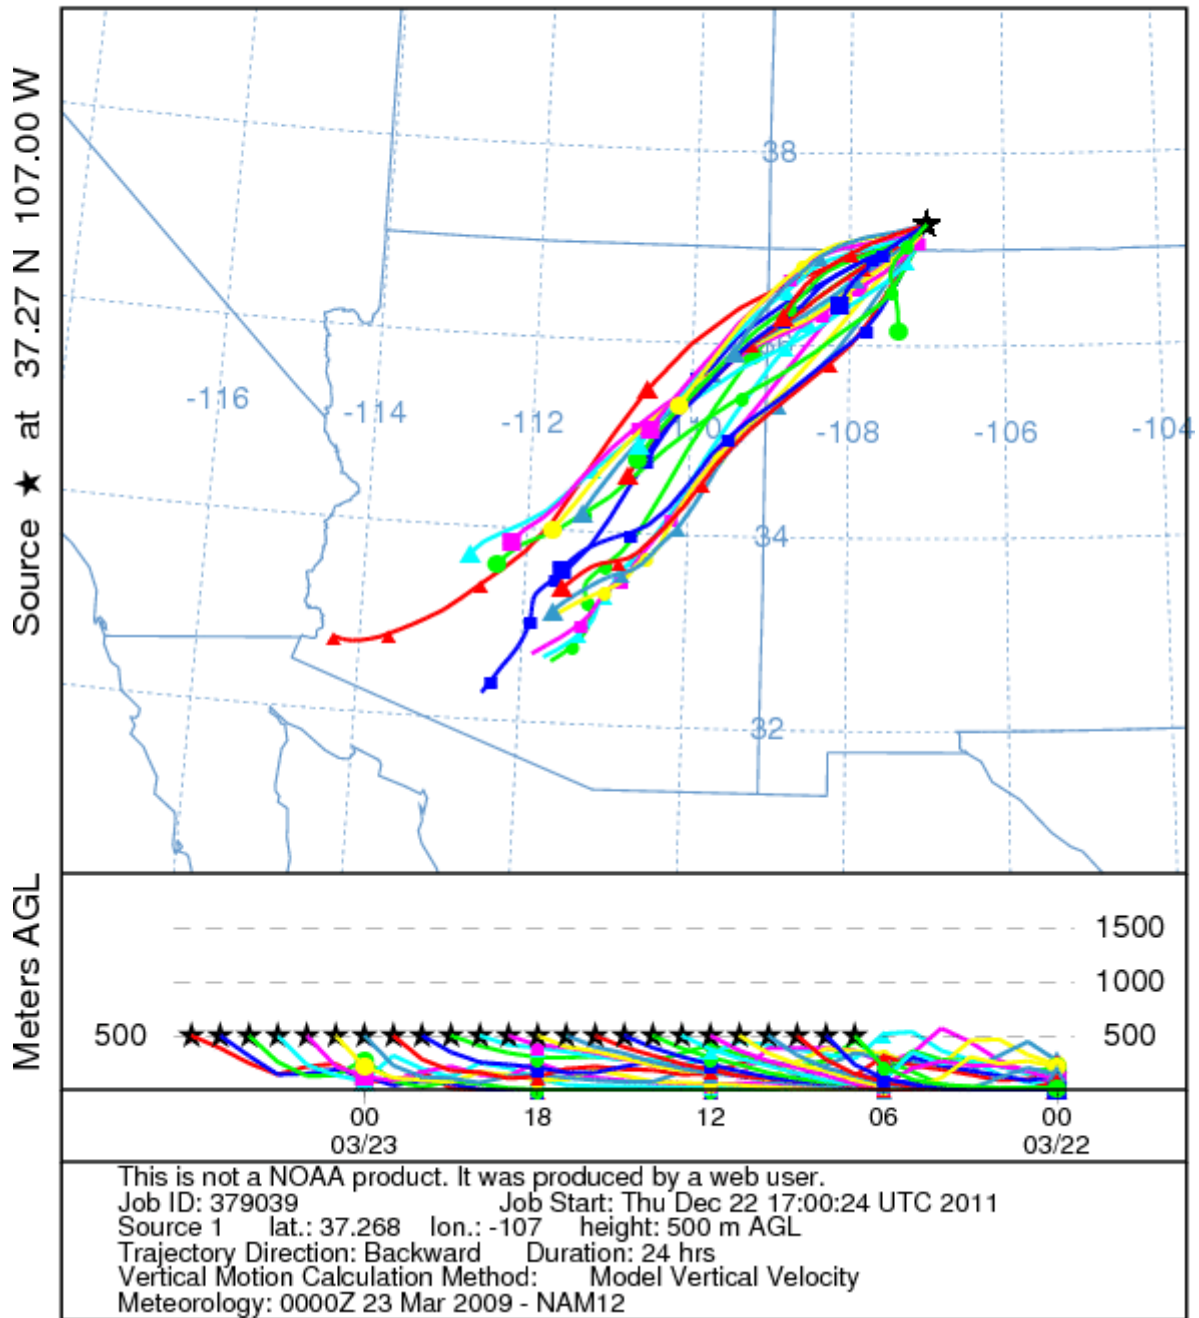 Source ★ at 37.27 N 107.00 W
38
-116
-114
-112
-108
-106
-104
34
32
Meters AGL
1500
1000
500
500
00
18
12
06
00
03/23
03/22
This is not a NOAA product. It was produced by a web user.
Job ID: 379039 Job Start: Thu Dec 22 17:00:24 UTC 2011
Source 1 lat.: 37.268 lon.: -107 height: 500 m AGL
Trajectory Direction: Backward Duration: 24 hrs
Vertical Motion Calculation Method: Model Vertical Velocity
Meteorology: 0000Z 23 Mar 2009 - NAM12